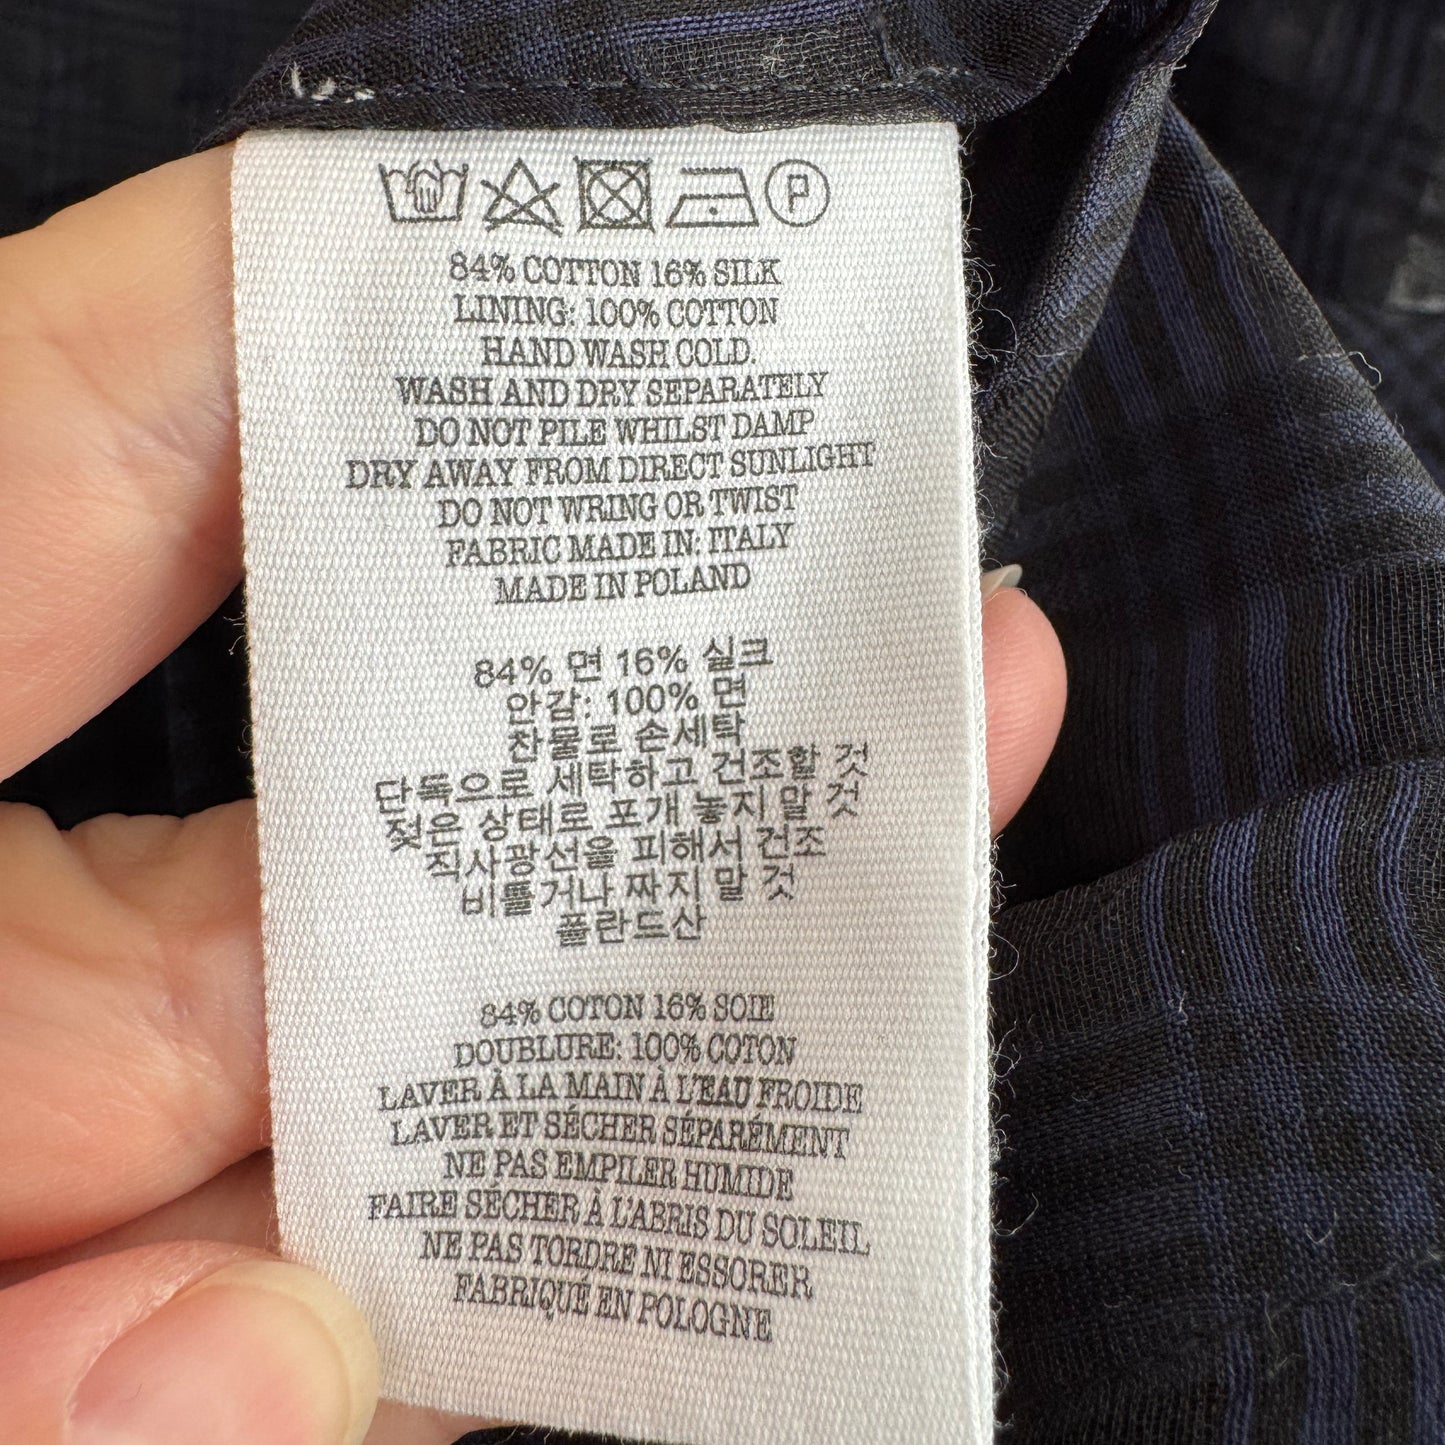 P
84% COTTON 16% SILK
LINING: 100% COTTON
HAND WASH COLD.
WASH AND DRY SEPARATELY
DO NOT PILE WHILST DAMP
DRY AWAY FROM DIRECT SUNLIGHT
DO NOT WRING OR TWIST
FABRIC MADE IN: ITALY
MADE IN POLAND
84% 면 16% 실크
안감: 100% 면
찬물로 손세탁
단독으로 세탁하고 건조할 것
젖은 상태로 포개 놓지 말 것
직사광선을 피해서 건조
비틀거나 짜지 말 것
폴란드산
84% COTON 16% SOIE
DOUBLURE: 100% COTON
LAVER À LA MAIN À L'EAU FROIDE
LAVER ET SÉCHER SÉPARÉMENT
NE PAS EMPILER HUMIDE
FAIRE SÉCHER À L'ABRIS DU SOLEIL
NE PAS TORDRE NI ESSORER
FABRIQUÉ EN POLOGNE